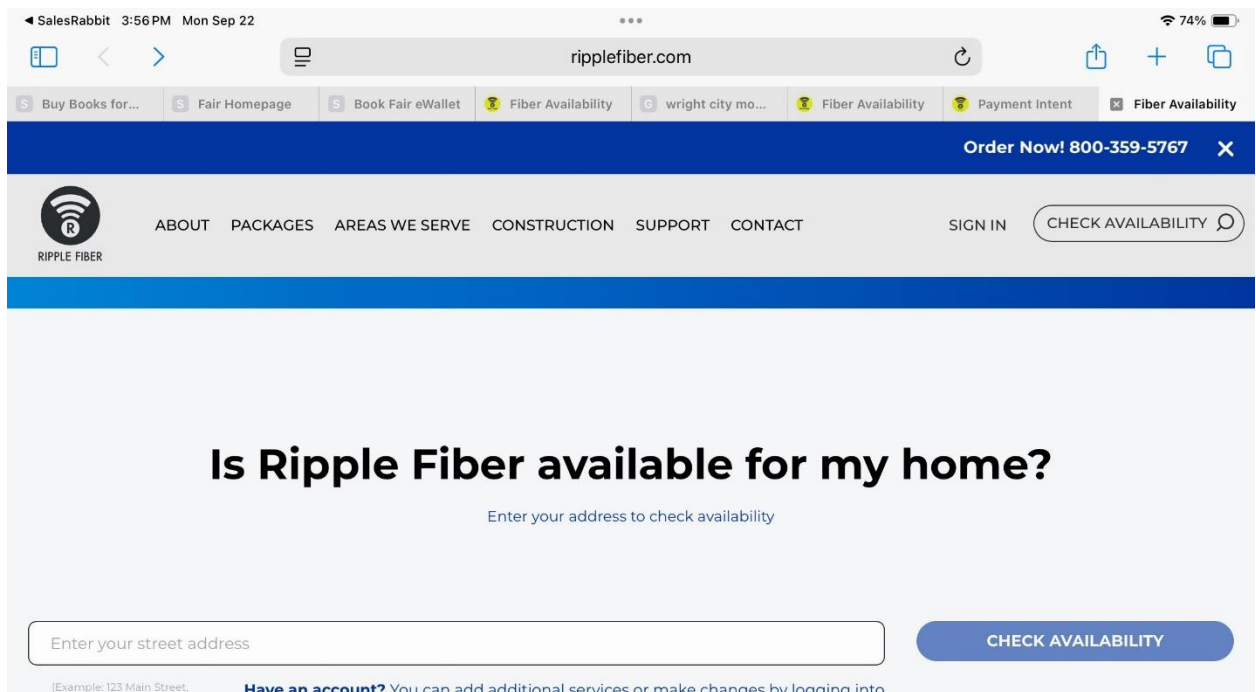 SalesRabbit 3:56 PM Mon Sep 22 74%
ripplefiber.com
S Buy Books for... S Fair Homepage S Book Fair eWallet Fiber Availability G wright city mo... Fiber Availability Payment Intent Fiber Availability
Order Now! 800-359-5767
R
RIPPLE FIBER
ABOUT PACKAGES AREAS WE SERVE CONSTRUCTION SUPPORT CONTACT SIGN IN CHECK AVAILABILITY
Is Ripple Fiber available for my home?
Enter your address to check availability
Enter your street address CHECK AVAILABILITY
(Example: 123 Main Street, Have an account? You can add additional services or make changes by logging into